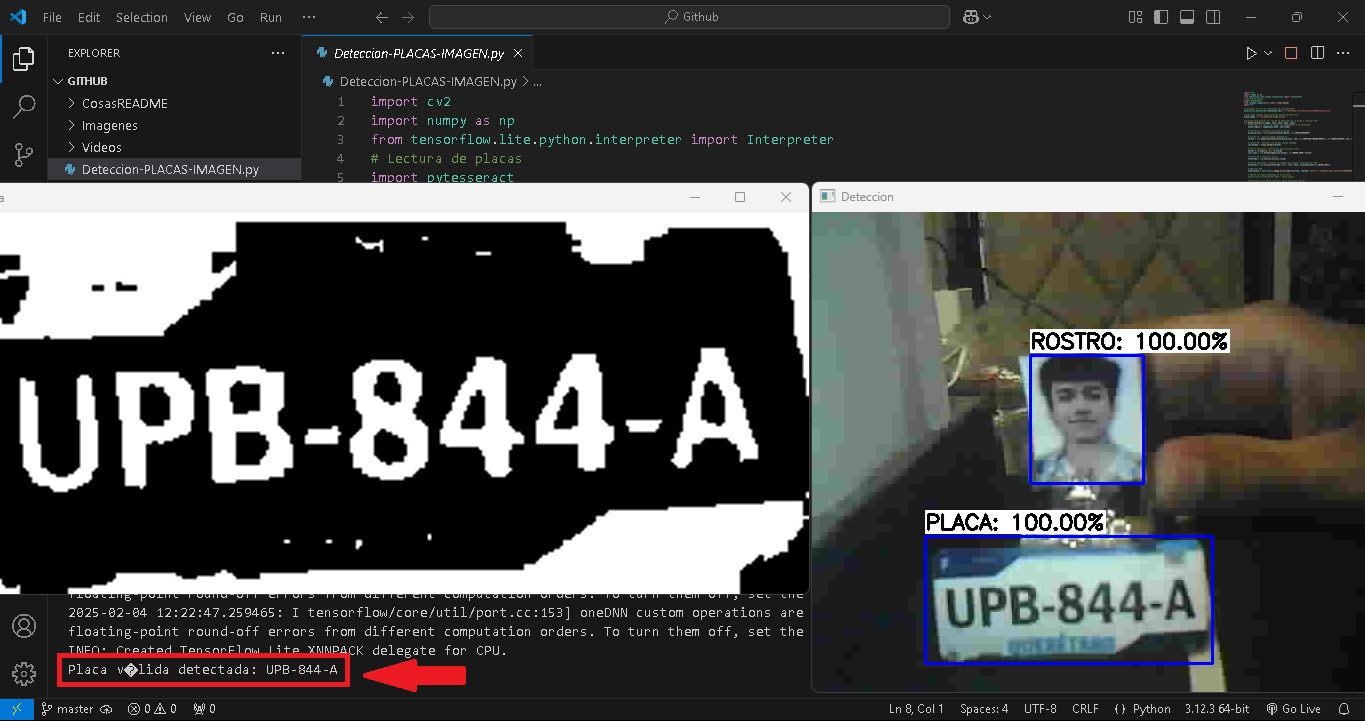 File Edit Selection View Go Run ...
Github
EXPLORER ...
Deteccion-PLACAS-IMAGEN.py
GITHUB
Deteccion-PLACAS-IMAGEN.py > ...
CosasREADME
Imagenes
Videos
Deteccion-PLACAS-IMAGEN.py
1 import cv2
2 import numpy as np
3 from tensorflow.lite.python.interpreter import Interpreter
4 # Lectura de placas
5 import pytesseract
a
UPB-844-A
Deteccion
ROSTRO: 100.00%
PLACA: 100.00%
UPB-844-A
QUERÉTARO
floating-point round-off errors from different computation orders. To turn them off, set the
2025-02-04 12:22:47.259465: I tensorflow/core/util/port.cc:153] oneDNN custom operations are
floating-point round-off errors from different computation orders. To turn them off, set the
INFO: Created TensorFlow Lite XNNPACK delegate for CPU.
Placa v�lida detectada: UPB-844-A
master 0 0 0 Ln 8, Col 1 Spaces: 4 UTF-8 CRLF {} Python 3.12.3 64-bit Go Live